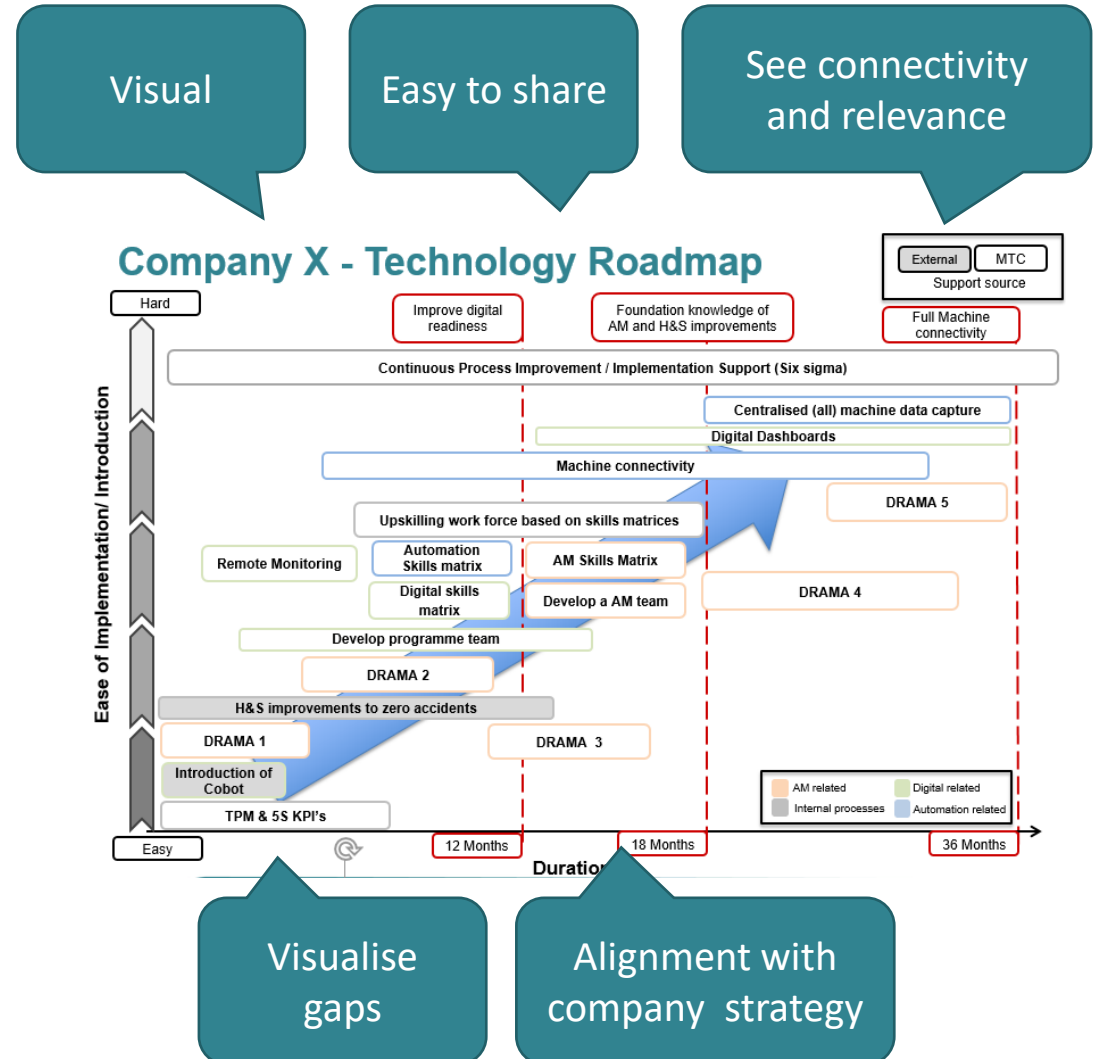 Visual
Easy to share
See connectivity
and relevance
Company X - Technology Roadmap
External
MTC
Support source
Hard
Improve digital
readiness
Foundation knowledge of
AM and H&S improvements
Full Machine
connectivity
Continuous Process Improvement / Implementation Support (Six sigma)
Centralised (all) machine data capture
Digital Dashboards
Machine connectivity
DRAMA 5
Upskilling work force based on skills matrices
Remote Monitoring
Automation
Skills matrix
AM Skills Matrix
Digital skills
matrix
Develop a AM team
DRAMA 4
Develop programme team
DRAMA 2
H&S improvements to zero accidents
DRAMA 1
DRAMA 3
Introduction of
Cobot
TPM & 5S KPI's
Ease of Implementation/ Introduction
AM related
Digital related
Internal processes
Automation related
Easy
12 Months
18 Months
36 Months
Duration
Visualise
gaps
Alignment with
company strategy